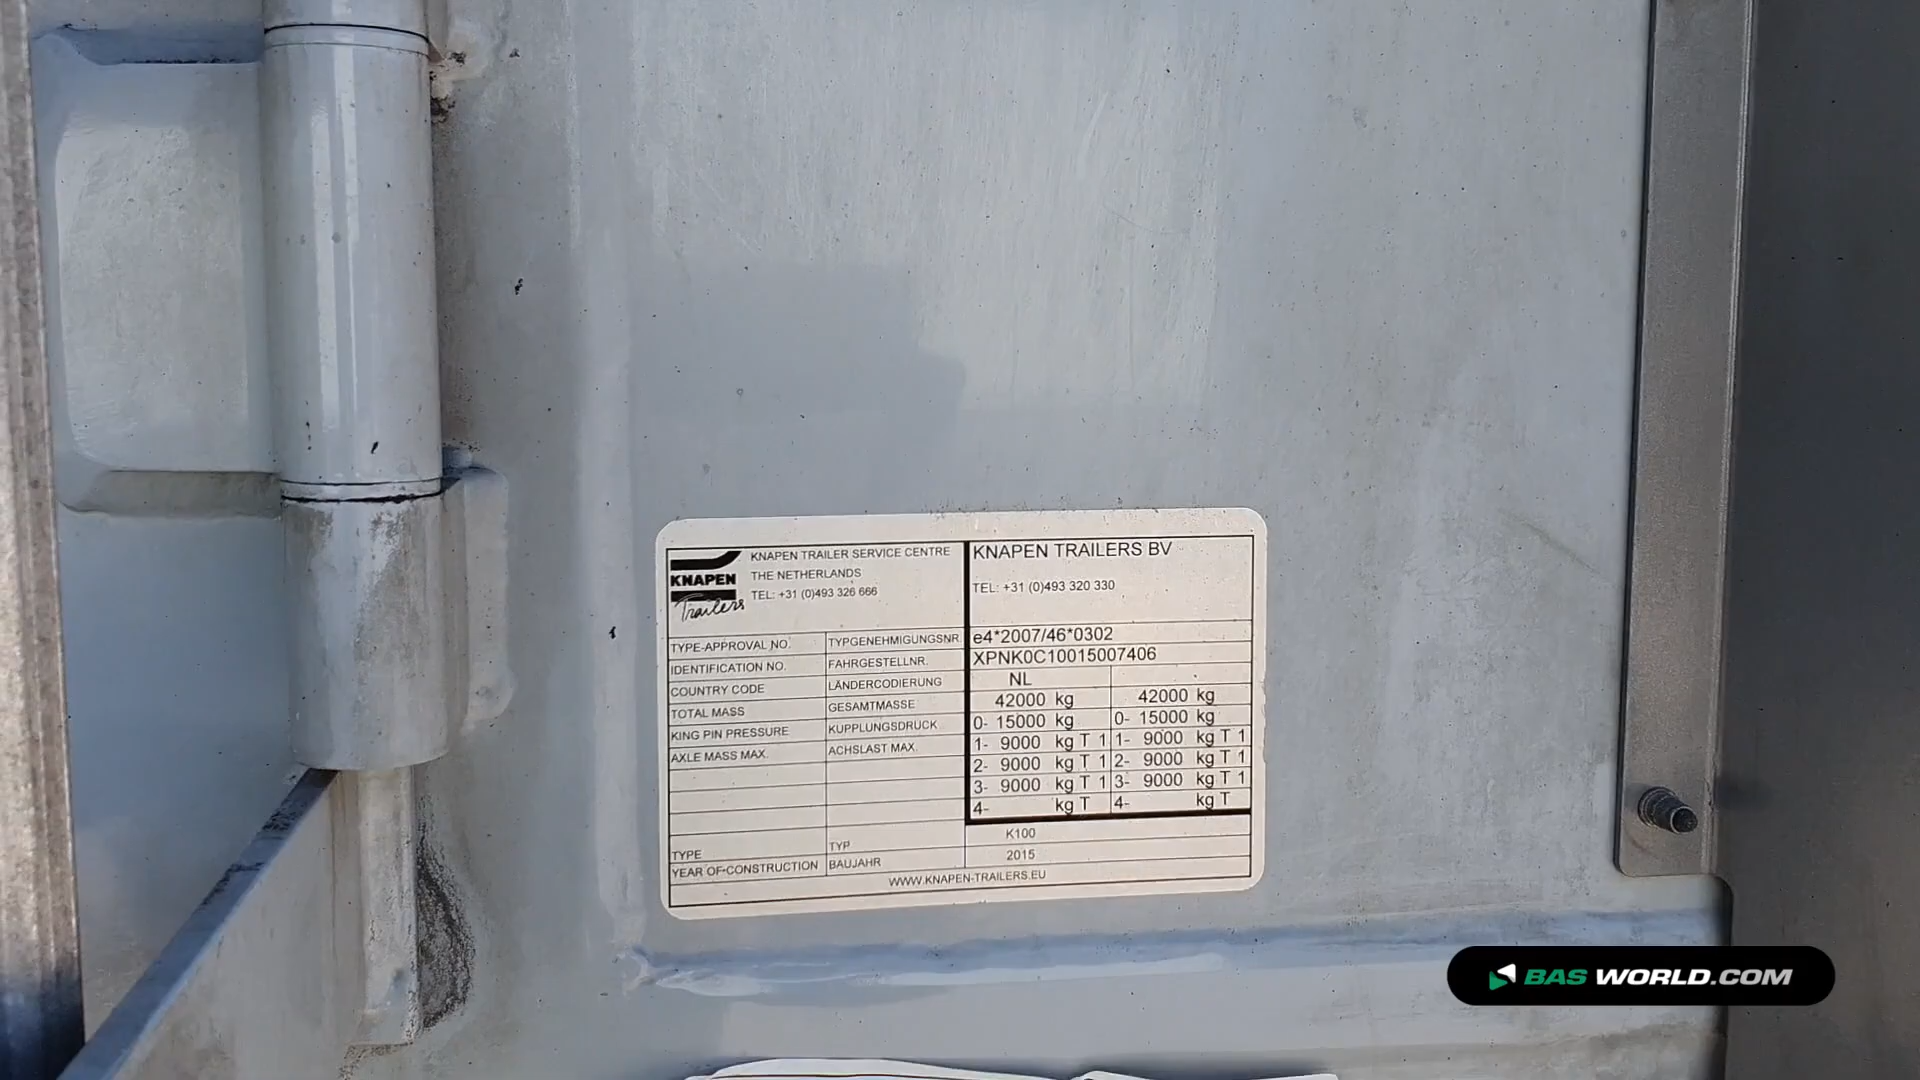 KNAPEN
Trailers
KNAPEN TRAILER SERVICE CENTRE
THE NETHERLANDS
TEL: +31 (0)493 326 666
KNAPEN TRAILERS BV
TEL: +31 (0)493 320 330
TYPE-APPROVAL NO. TYPGENEHMIGUNGSNR. e4*2007/46*0302
IDENTIFICATION NO. FAHRGESTELLNR. XPNK0C10015007406
COUNTRY CODE LÄNDERCODIERUNG NL
TOTAL MASS GESAMTMASSE 42000 kg 42000 kg
KING PIN PRESSURE KUPPLUNGSDRUCK 0- 15000 kg 0- 15000 kg
AXLE MASS MAX. ACHSLAST MAX. 1- 9000 kg T 1 1- 9000 kg T 1
2- 9000 kg T 1 2- 9000 kg T 1
3- 9000 kg T 1 3- 9000 kg T 1
4- kg T 4- kg T
TYPE TYP K100
YEAR OF CONSTRUCTION BAUJAHR 2015
WWW.KNAPEN-TRAILERS.EU
BAS WORLD.COM